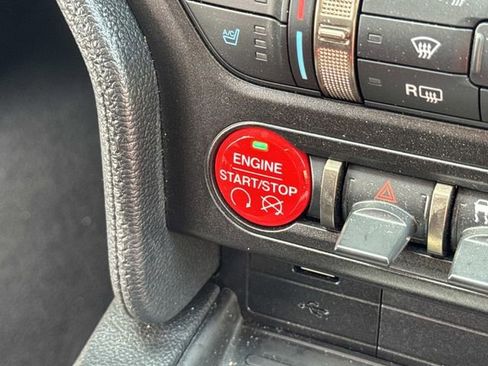 A/C
R
ENGINE
START/STOP